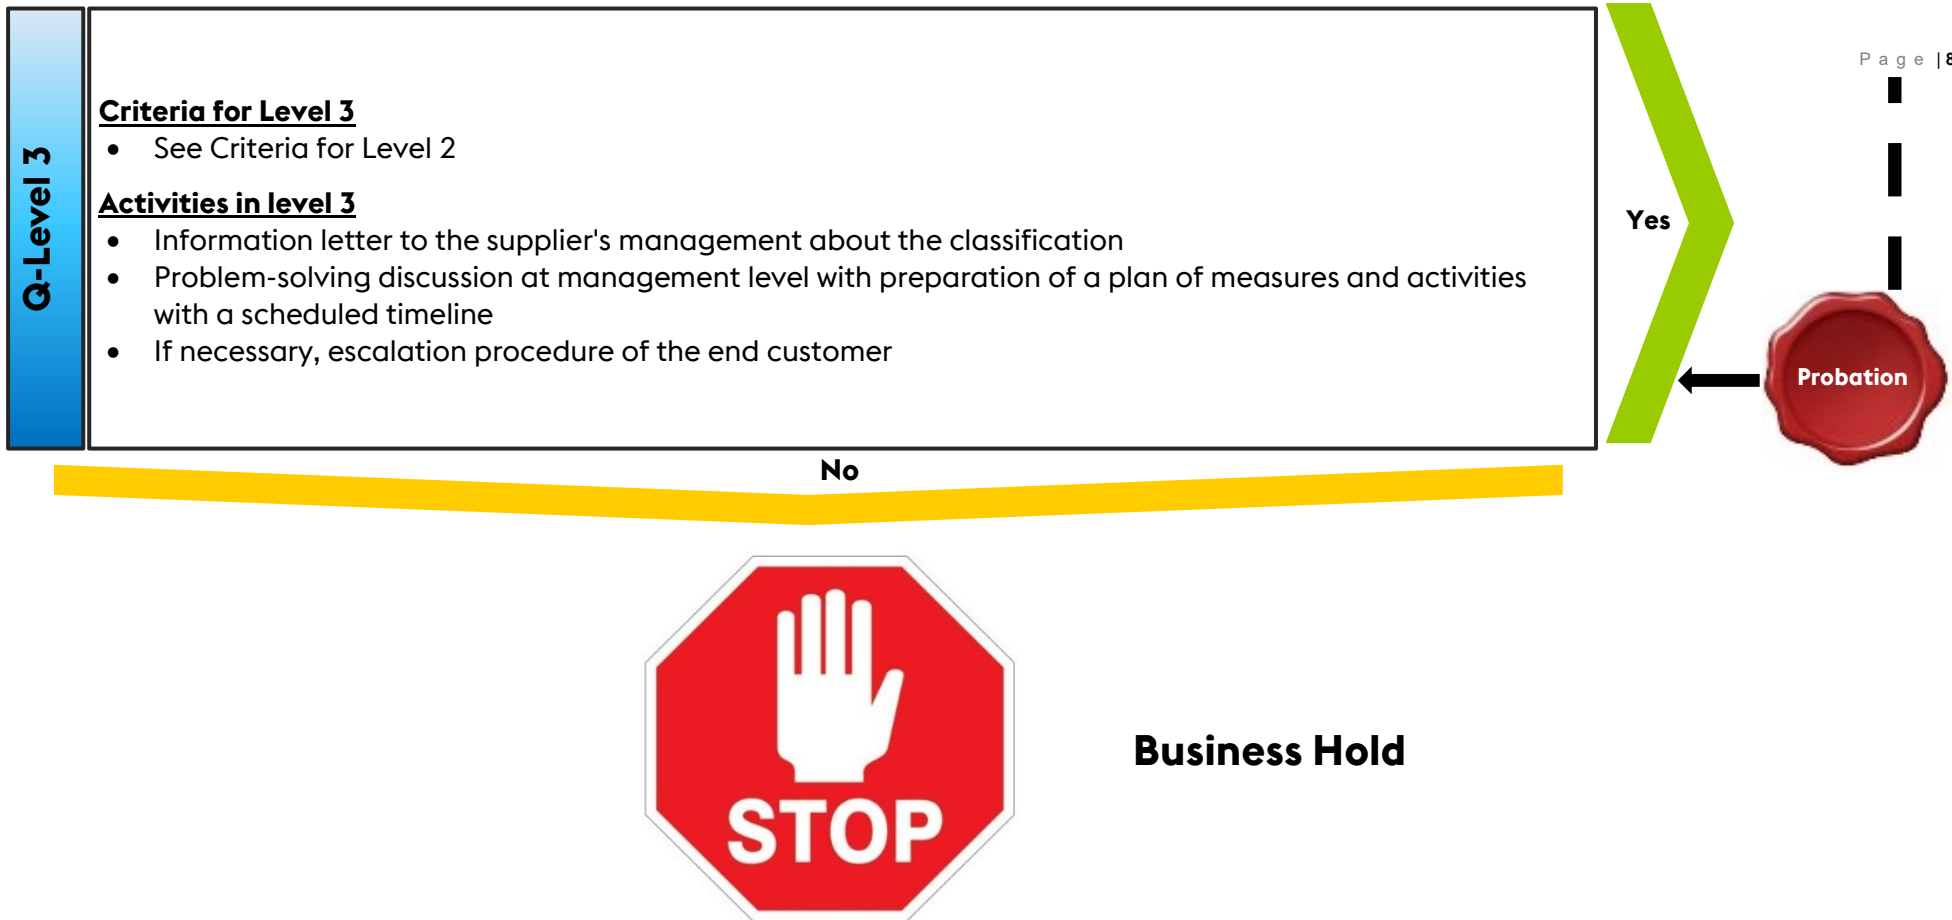 Page |8
Criteria for Level 3
• See Criteria for Level 2
Activities in level 3
• Information letter to the supplier's management about the classification
• Problem-solving discussion at management level with preparation of a plan of measures and activities
with a scheduled timeline
• If necessary, escalation procedure of the end customer
Q-Level 3
Yes
Probation
No
STOP
Business Hold